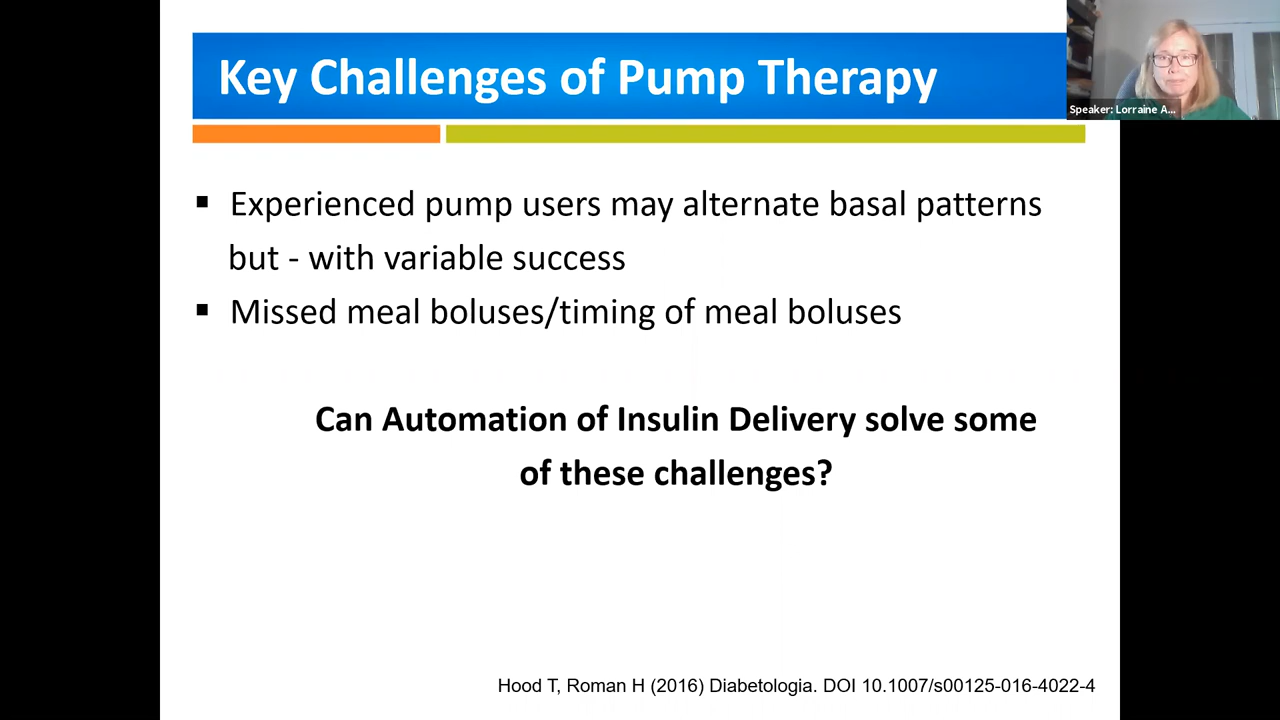 Key Challenges of Pump Therapy
Speaker: Lorraine A...
▪ Experienced pump users may alternate basal patterns
but - with variable success
▪ Missed meal boluses/timing of meal boluses
Can Automation of Insulin Delivery solve some
of these challenges?
Hood T, Roman H (2016) Diabetologia. DOI 10.1007/s00125-016-4022-4